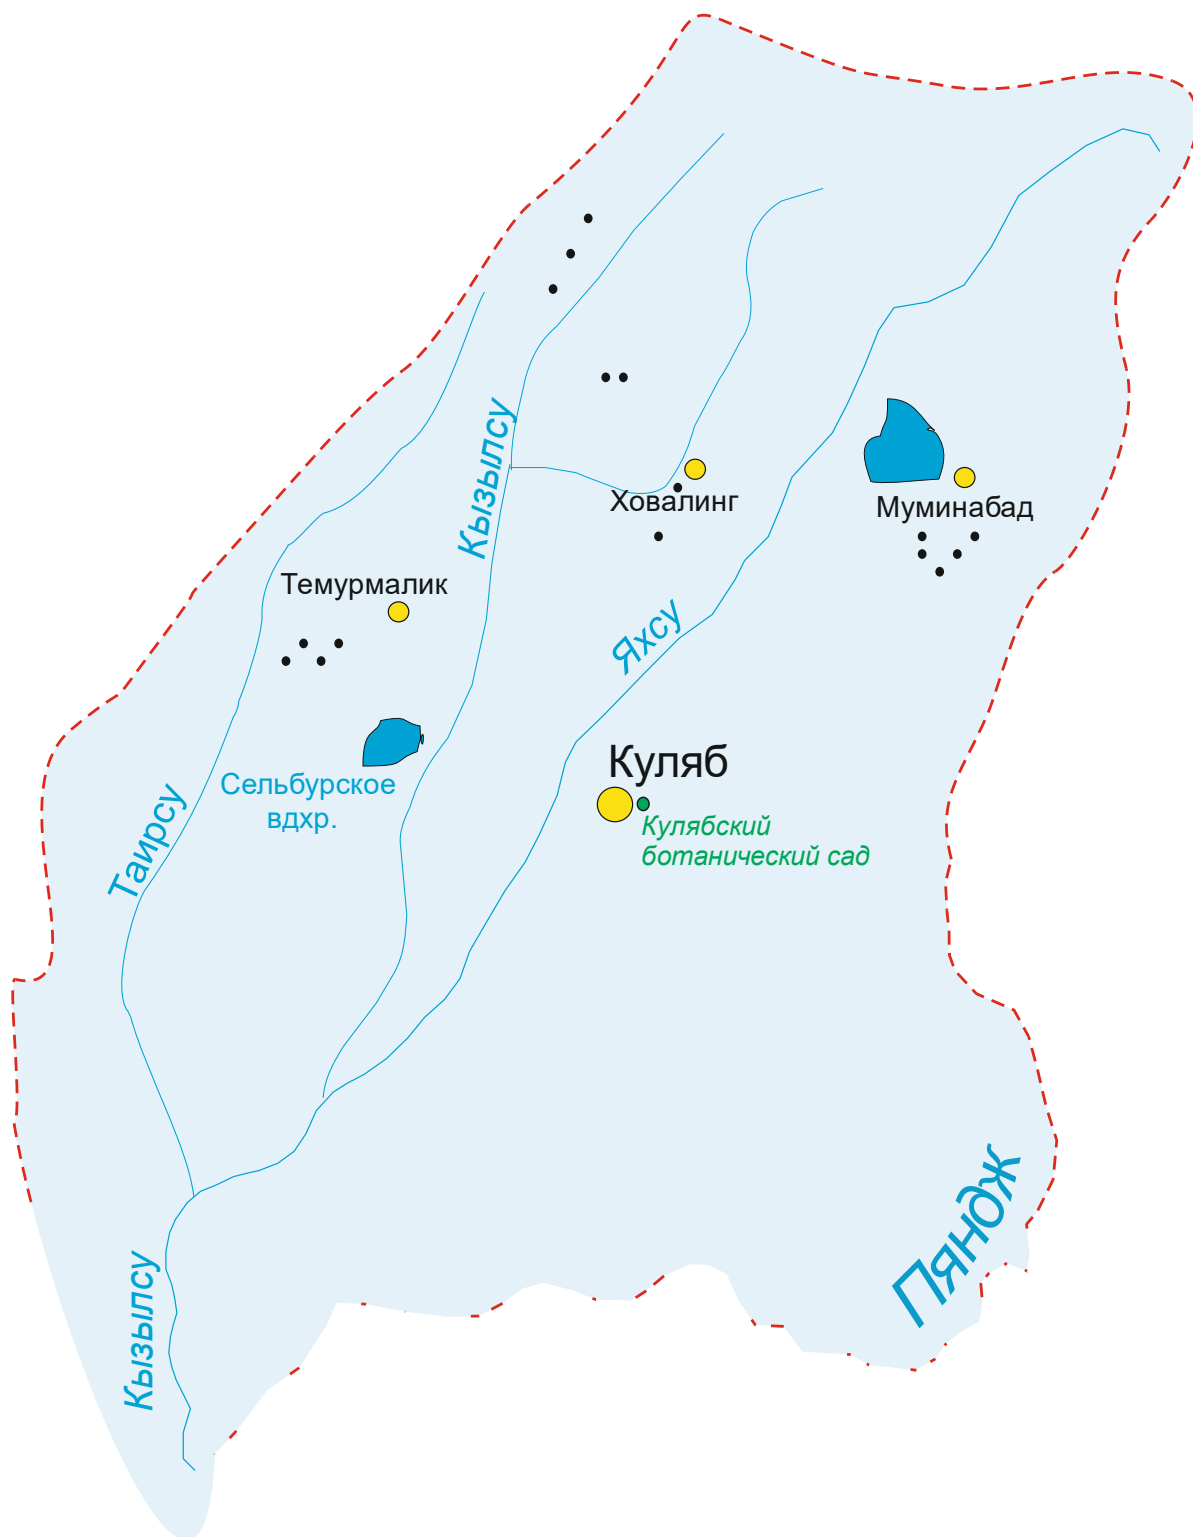 Кызылсу
Ховалинг
Муминабад
Темурмалик
Яхсу
Куляб
Сельбурское
вдхр.
Таирсу
Кулябский
ботанический сад
Пяндж
Кызылсу